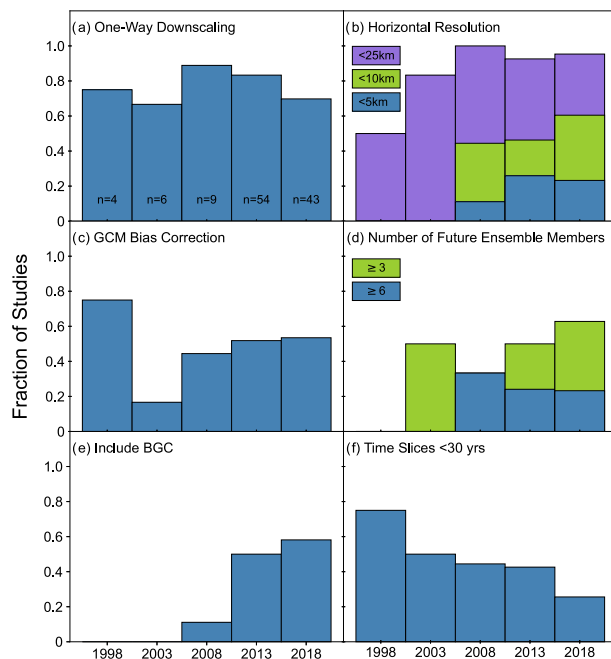 (a) One-Way Downscaling
(b) Horizontal Resolution
1.0
0.8
0.6
0.4
0.2
0
n=4 n=6 n=9 n=54 n=43
<25km
<10km
<5km
(c) GCM Bias Correction
(d) Number of Future Ensemble Members
1.0
0.8
0.6
0.4
0.2
0
≥ 3
≥ 6
Fraction of Studies
(e) Include BGC
(f) Time Slices <30 yrs
1.0
0.8
0.6
0.4
0.2
0
1998 2003 2008 2013 2018
1998 2003 2008 2013 2018